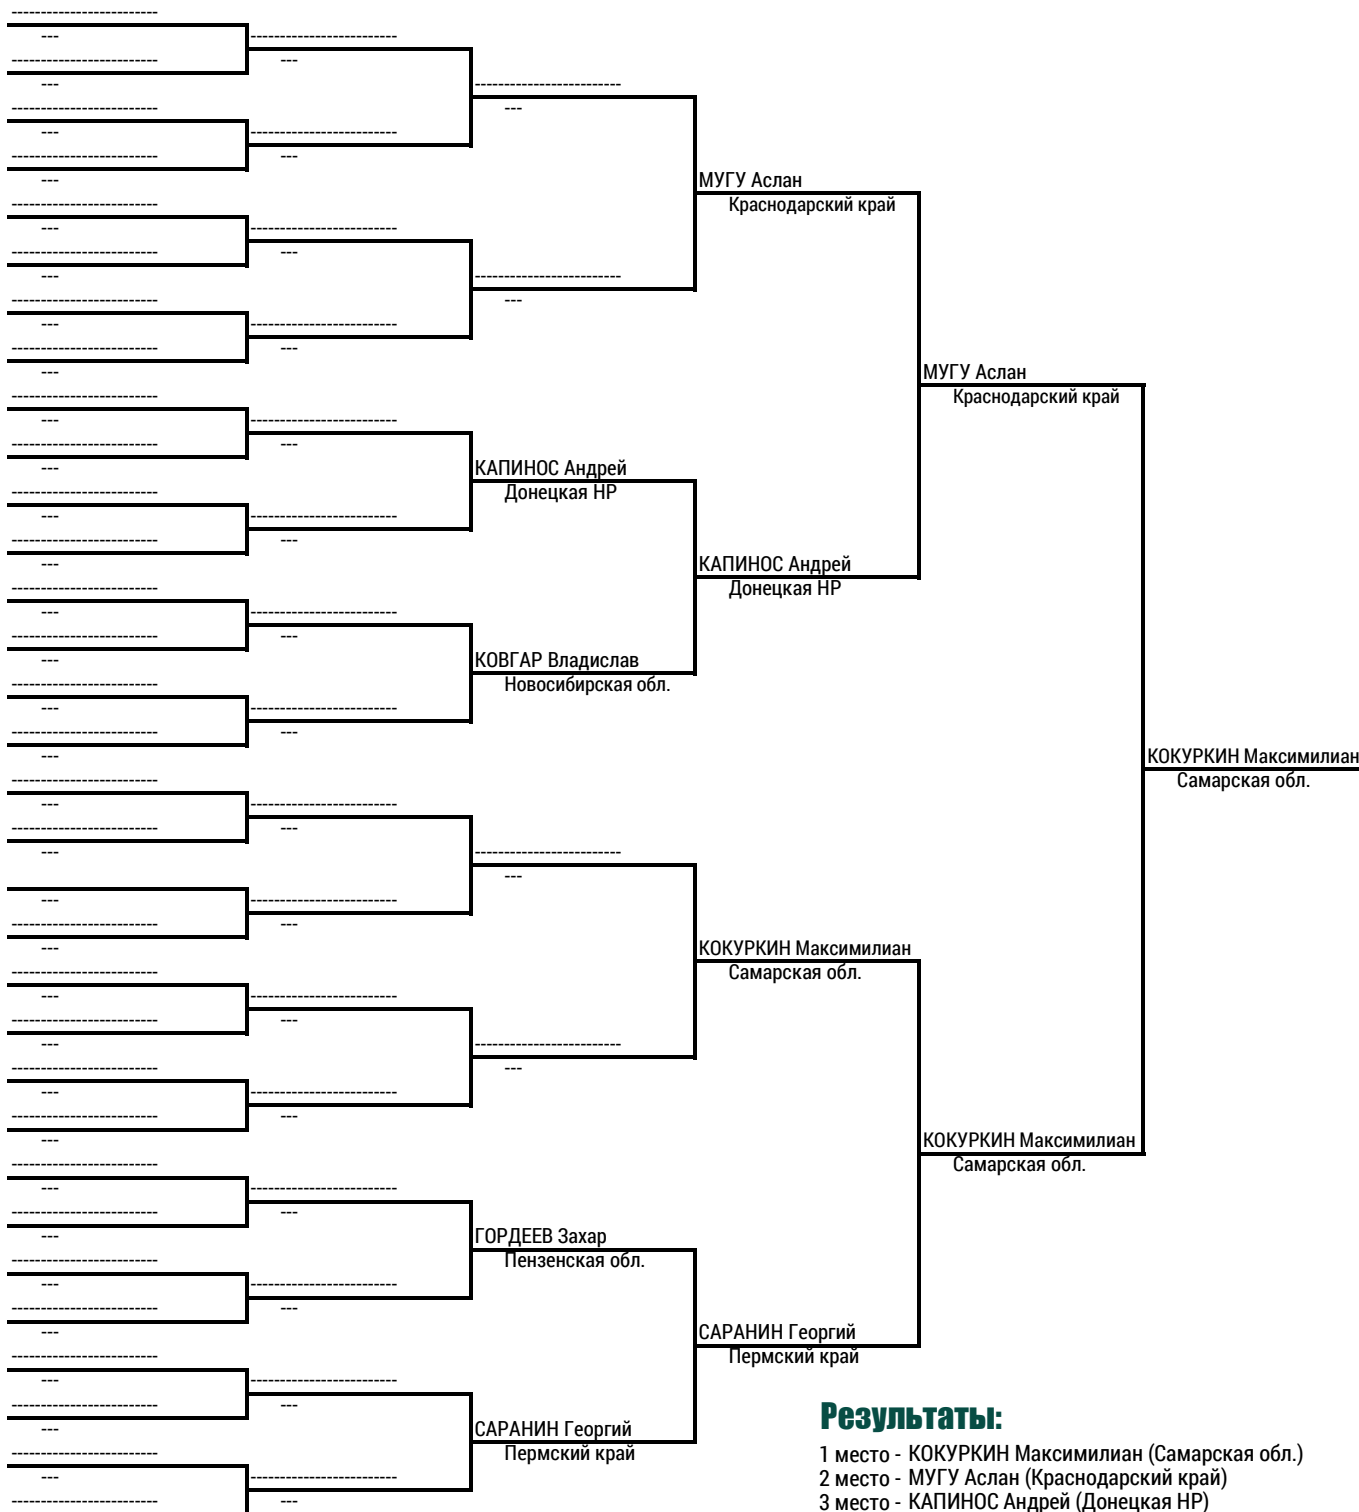 МУГУ Аслан
Краснодарский край
МУГУ Аслан
Краснодарский край
КАПИНОС Андрей
Донецкая НР
КАПИНОС Андрей
Донецкая НР
КОВГАР Владислав
Новосибирская обл.
КОКУРКИН Максимилиан
Самарская обл.
КОКУРКИН Максимилиан
Самарская обл.
КОКУРКИН Максимилиан
Самарская обл.
ГОРДЕЕВ Захар
Пензенская обл.
САРАНИН Георгий
Пермский край
САРАНИН Георгий
Пермский край
Результаты:
1 место - КОКУРКИН Максимилиан (Самарская обл.)
2 место - МУГУ Аслан (Краснодарский край)
3 место - КАПИНОС Андрей (Донецкая НР)